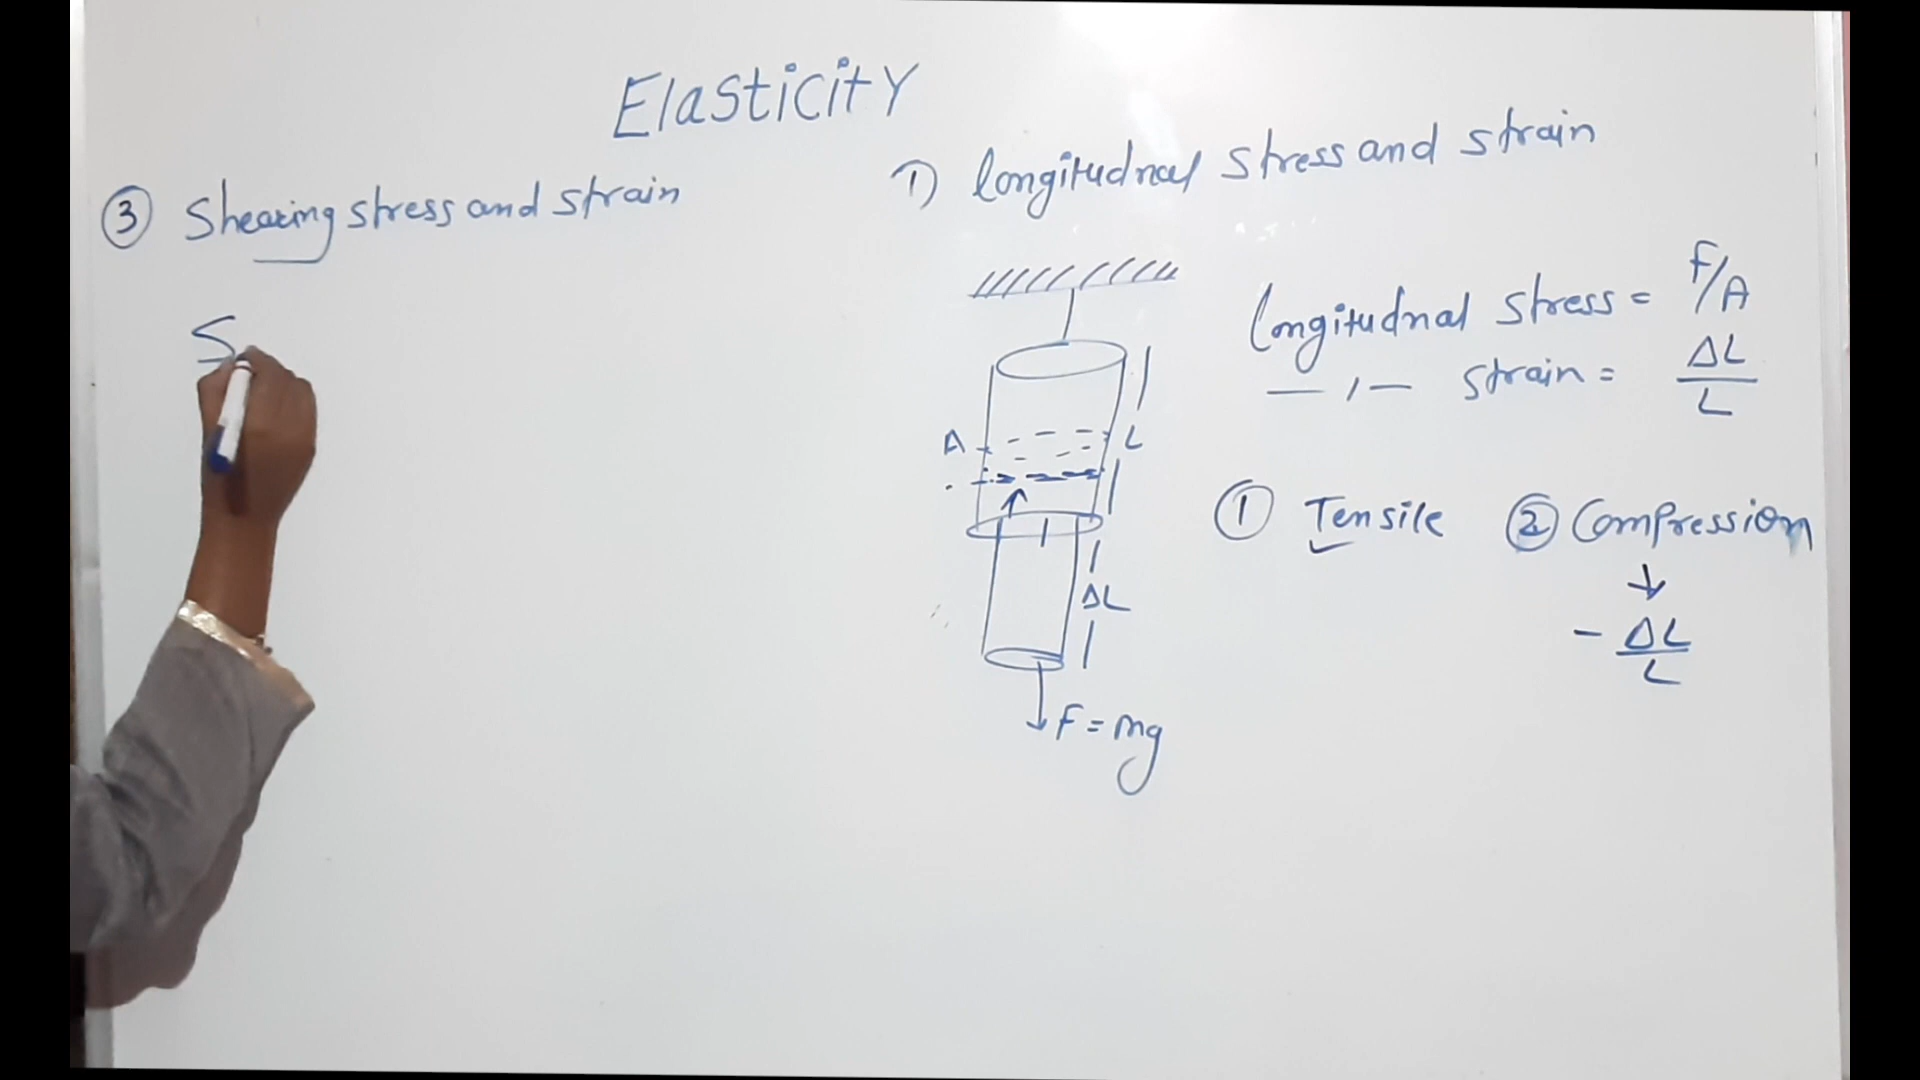 Elasticity
③ Shearing stress and strain
S
1) longitudnal stress and strain
longitudnal stress = F/A
— " — strain = ΔL/L
A
L
ΔL
F = mg
① Tensile ② Compression
↓
- ΔL/L